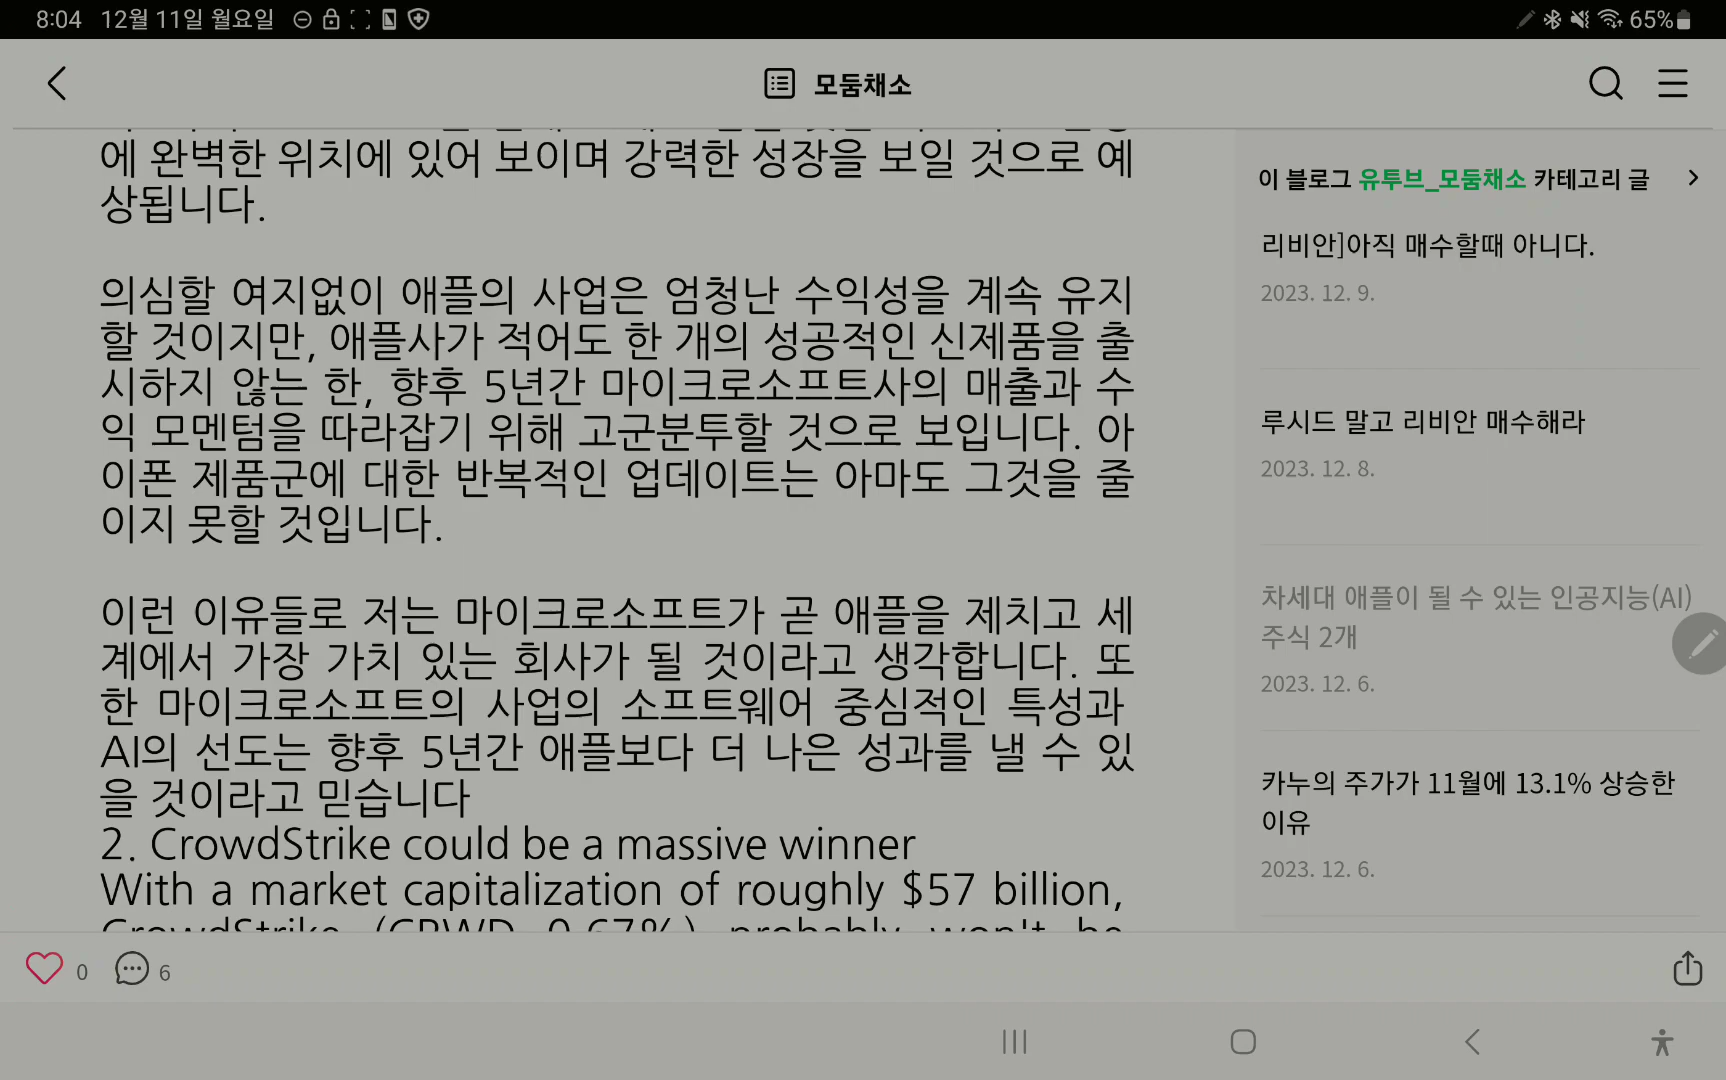 8:04 12월 11일 월요일
65%
모둠채소
에 완벽한 위치에 있어 보이며 강력한 성장을 보일 것으로 예
상됩니다.
의심할 여지없이 애플의 사업은 엄청난 수익성을 계속 유지
할 것이지만, 애플사가 적어도 한 개의 성공적인 신제품을 출
시하지 않는 한, 향후 5년간 마이크로소프트사의 매출과 수
익 모멘텀을 따라잡기 위해 고군분투할 것으로 보입니다. 아
이폰 제품군에 대한 반복적인 업데이트는 아마도 그것을 줄
이지 못할 것입니다.
이런 이유들로 저는 마이크로소프트가 곧 애플을 제치고 세
계에서 가장 가치 있는 회사가 될 것이라고 생각합니다. 또
한 마이크로소프트의 사업의 소프트웨어 중심적인 특성과
AI의 선도는 향후 5년간 애플보다 더 나은 성과를 낼 수 있
을 것이라고 믿습니다
2. CrowdStrike could be a massive winner
With a market capitalization of roughly $57 billion,
CrowdStrike (CRWD 0.67%) probably won't be
이 블로그 유투브_모둠채소 카테고리 글
리비안]아직 매수할때 아니다.
2023. 12. 9.
루시드 말고 리비안 매수해라
2023. 12. 8.
차세대 애플이 될 수 있는 인공지능(AI)
주식 2개
2023. 12. 6.
카누의 주가가 11월에 13.1% 상승한
이유
2023. 12. 6.
0 6